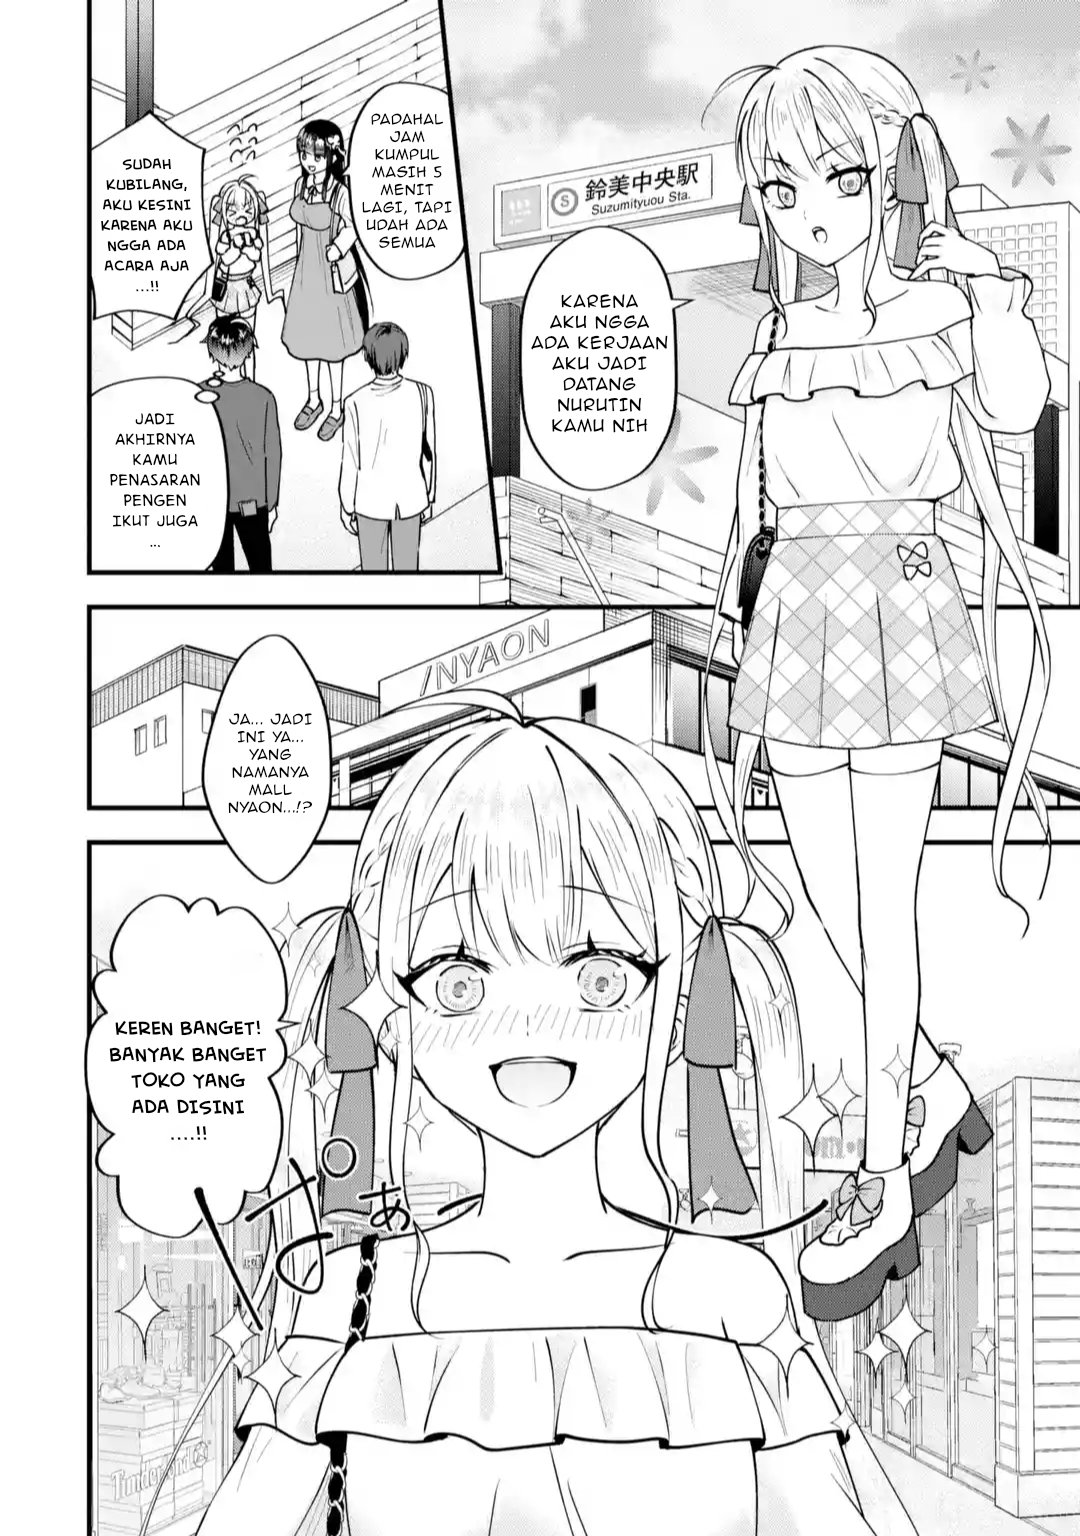 鈴美中央駅
S
Suzumityuou Sta.
KARENA
AKU NGGA
ADA KERJAAN
AKU JADI
DATANG
NURUTIN
KAMU NIH
PADAHAL
JAM
KUMPUL
MASIH 5
MENIT
LAGI, TAPI
UDAH ADA
SEMUA
SUDAH
KUBILANG,
AKU KESINI
KARENA AKU
NGGA ADA
ACARA AJA
...!!
JADI
AKHIRNYA
KAMU
PENASARAN
PENGEN
IKUT JUGA
...
/NYAON
JA... JADI
INI YA...
YANG
NAMANYA
MALL
NYAON...!?
KEREN BANGET!
BANYAK BANGET
TOKO YANG
ADA DISINI
....!!
ぱぁ